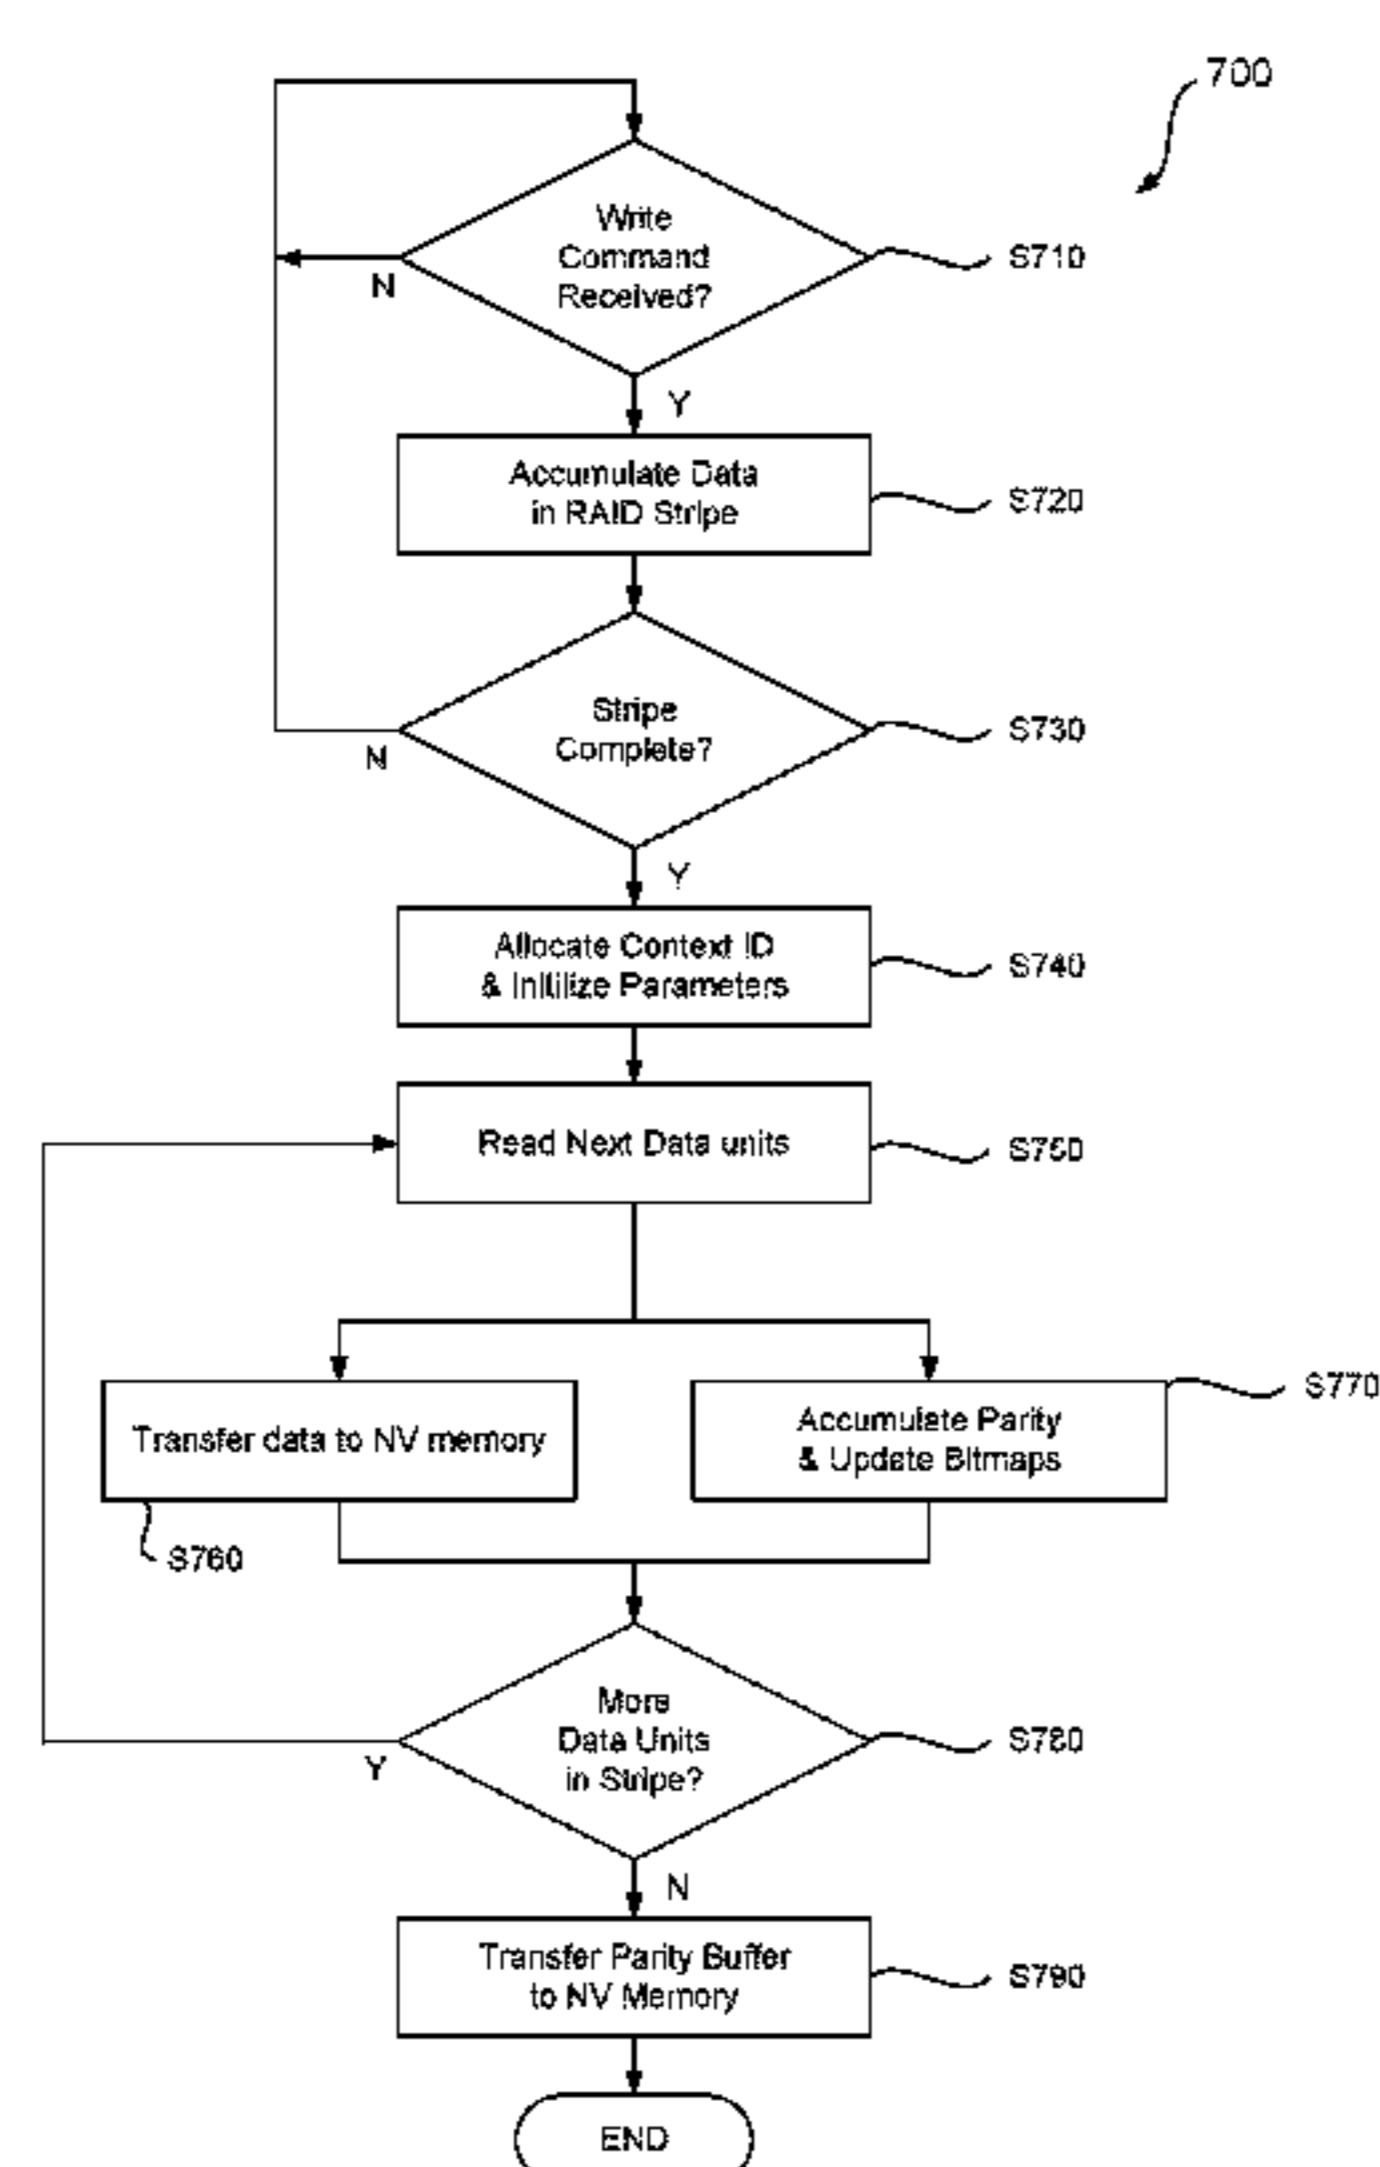 700
Write
Command
Received?
S710
N
Y
Accumulate Data
in RAID Stripe
S720
Stripe
Complete?
S730
N
Y
Allocate Context ID
& Initilize Parameters
S740
Read Next Data units
S750
Transfer data to NV memory
S760
Accumulate Parity
& Update Bitmaps
S770
More
Data Units
in Stripe?
S780
Y
N
Transfer Parity Buffer
to NV Memory
S790
END